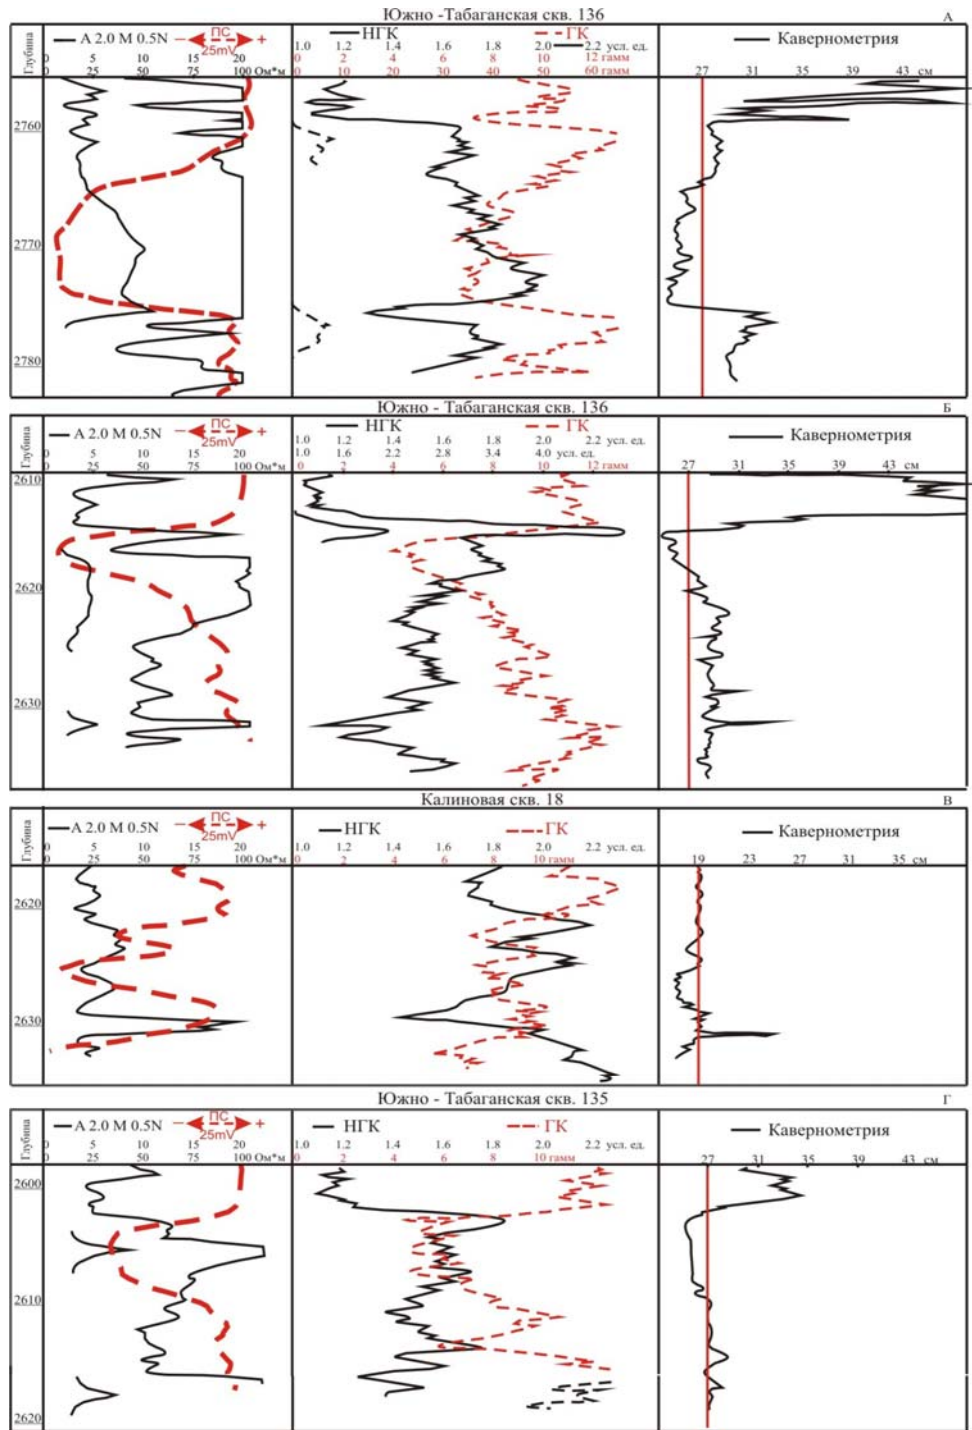 Южно -Табаганская скв. 136 А
Глубина
А 2.0 М 0.5N − ПС + 25mV
0 5 10 15 20
0 25 50 75 100 Ом*м
НГК ГК
1.0 1.2 1.4 1.6 1.8 2.0 2.2 усл. ед.
0 2 4 6 8 10 12 гамм
0 10 20 30 40 50 60 гамм
Кавернометрия
27 31 39 43 см
2760
2770
2780
Южно - Табаганская скв. 136 Б
Глубина
А 2.0 М 0.5N − ПС + 25mV
0 5 10 15 20
0 25 50 75 100 Ом*м
НГК ГК
1.0 1.2 1.4 1.6 1.8 2.0 2.2 усл. ед.
1.0 1.6 2.2 2.8 3.4 4.0 усл. ед.
0 2 4 6 8 10 12 гамм
Кавернометрия
27 31 35 39 43 см
2610
2620
2630
Калиновая скв. 18 В
Глубина
А 2.0 М 0.5N − ПС + 25mV
0 5 10 15 20
0 25 50 75 100 Ом*м
НГК ГК
1.0 1.2 1.4 1.6 1.8 2.0 2.2 усл. ед.
0 2 4 6 8 10 гамм
Кавернометрия
19 23 27 31 35 см
2620
2630
Южно - Табаганская скв. 135 Г
Глубина
А 2.0 М 0.5N − ПС + 25mV
0 5 10 15 20
0 25 50 75 100 Ом*м
НГК ГК
1.0 1.2 1.4 1.6 1.8 2.0 2.2 усл. ед.
0 2 4 6 8 10 гамм
Кавернометрия
27 31 35 39 43 см
2600
2610
2620